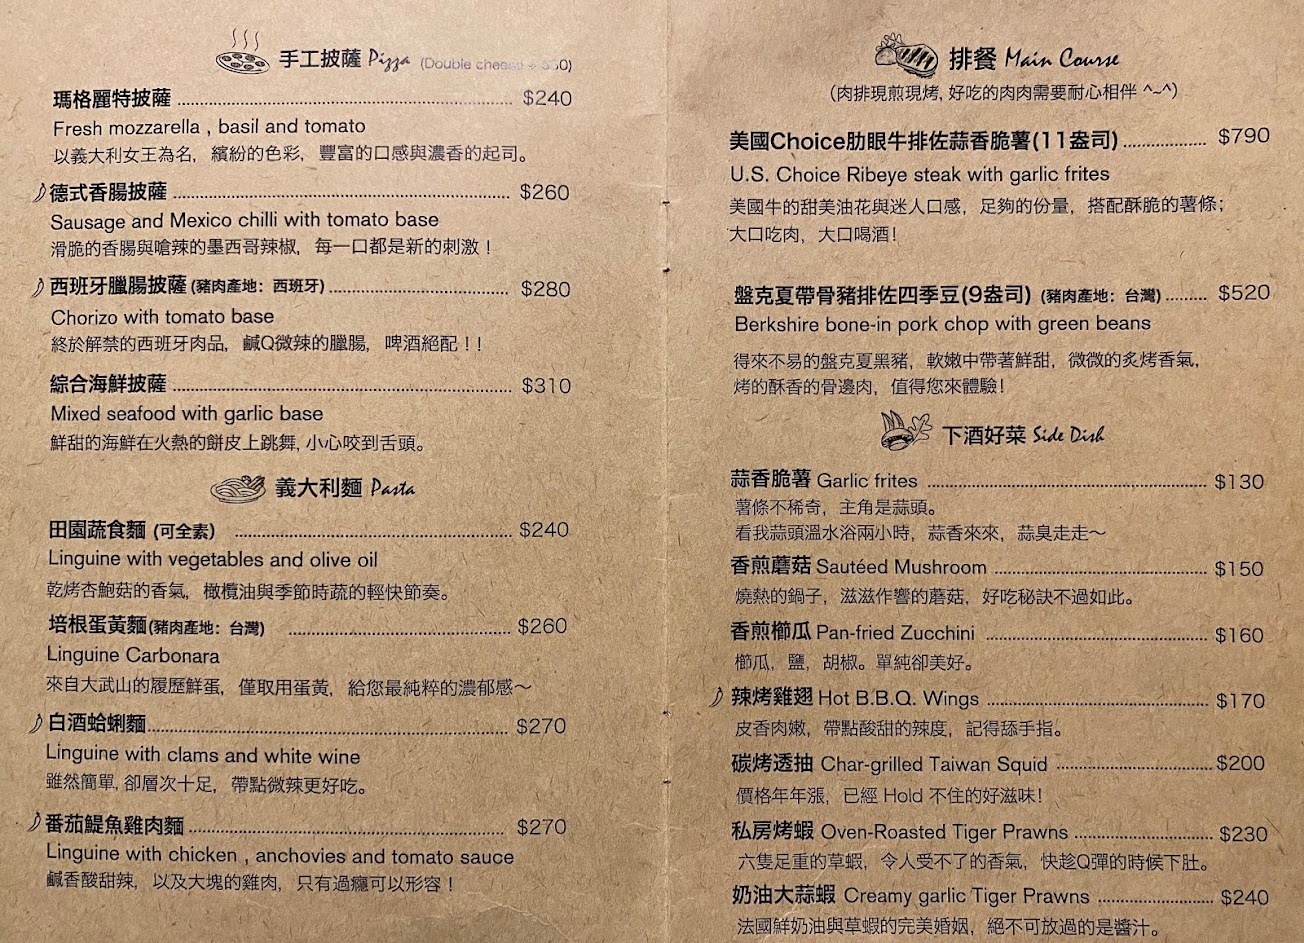 手工披薩 Pizza (Double cheese + $50)
瑪格麗特披薩 $240
Fresh mozzarella , basil and tomato
以義大利女王為名，繽紛的色彩，豐富的口感與濃香的起司。
德式香腸披薩 $260
Sausage and Mexico chilli with tomato base
滑脆的香腸與嗆辣的墨西哥辣椒，每一口都是新的刺激！
西班牙臘腸披薩 (豬肉產地：西班牙) $280
Chorizo with tomato base
終於解禁的西班牙肉品，鹹Q微辣的臘腸，啤酒絕配！！
綜合海鮮披薩 $310
Mixed seafood with garlic base
鮮甜的海鮮在火熱的餅皮上跳舞, 小心咬到舌頭。
義大利麵 Pasta
田園蔬食麵 (可全素) $240
Linguine with vegetables and olive oil
乾烤杏鮑菇的香氣，橄欖油與季節時蔬的輕快節奏。
培根蛋黃麵(豬肉產地：台灣) $260
Linguine Carbonara
來自大武山的履歷鮮蛋，僅取用蛋黃，給您最純粹的濃郁感～
白酒蛤蜊麵 $270
Linguine with clams and white wine
雖然簡單, 卻層次十足，帶點微辣更好吃。
番茄鯷魚雞肉麵 $270
Linguine with chicken , anchovies and tomato sauce
鹹香酸甜辣，以及大塊的雞肉，只有過癮可以形容！
排餐 Main Course
（肉排現煎現烤, 好吃的肉肉需要耐心相伴 ^~^）
美國Choice肋眼牛排佐蒜香脆薯(11盎司) $790
U.S. Choice Ribeye steak with garlic frites
美國牛的甜美油花與迷人口感，足夠的份量，搭配酥脆的薯條；
大口吃肉，大口喝酒！
盤克夏帶骨豬排佐四季豆(9盎司) (豬肉產地：台灣) $520
Berkshire bone-in pork chop with green beans
得來不易的盤克夏黑豬，軟嫩中帶著鮮甜，微微的炙烤香氣，
烤的酥香的骨邊肉，值得您來體驗！
下酒好菜 Side Dish
蒜香脆薯 Garlic frites $130
薯條不稀奇，主角是蒜頭。
看我蒜頭溫水浴兩小時，蒜香來來，蒜臭走走～
香煎蘑菇 Sautéed Mushroom $150
燒熱的鍋子，滋滋作響的蘑菇，好吃秘訣不過如此。
香煎櫛瓜 Pan-fried Zucchini $160
櫛瓜，鹽，胡椒。單純卻美好。
辣烤雞翅 Hot B.B.Q. Wings $170
皮香肉嫩，帶點酸甜的辣度，記得舔手指。
碳烤透抽 Char-grilled Taiwan Squid $200
價格年年漲，已經 Hold 不住的好滋味！
私房烤蝦 Oven-Roasted Tiger Prawns $230
六隻足重的草蝦，令人受不了的香氣，快趁Q彈的時候下肚。
奶油大蒜蝦 Creamy garlic Tiger Prawns $240
法國鮮奶油與草蝦的完美婚姻，絕不可放過的是醬汁。